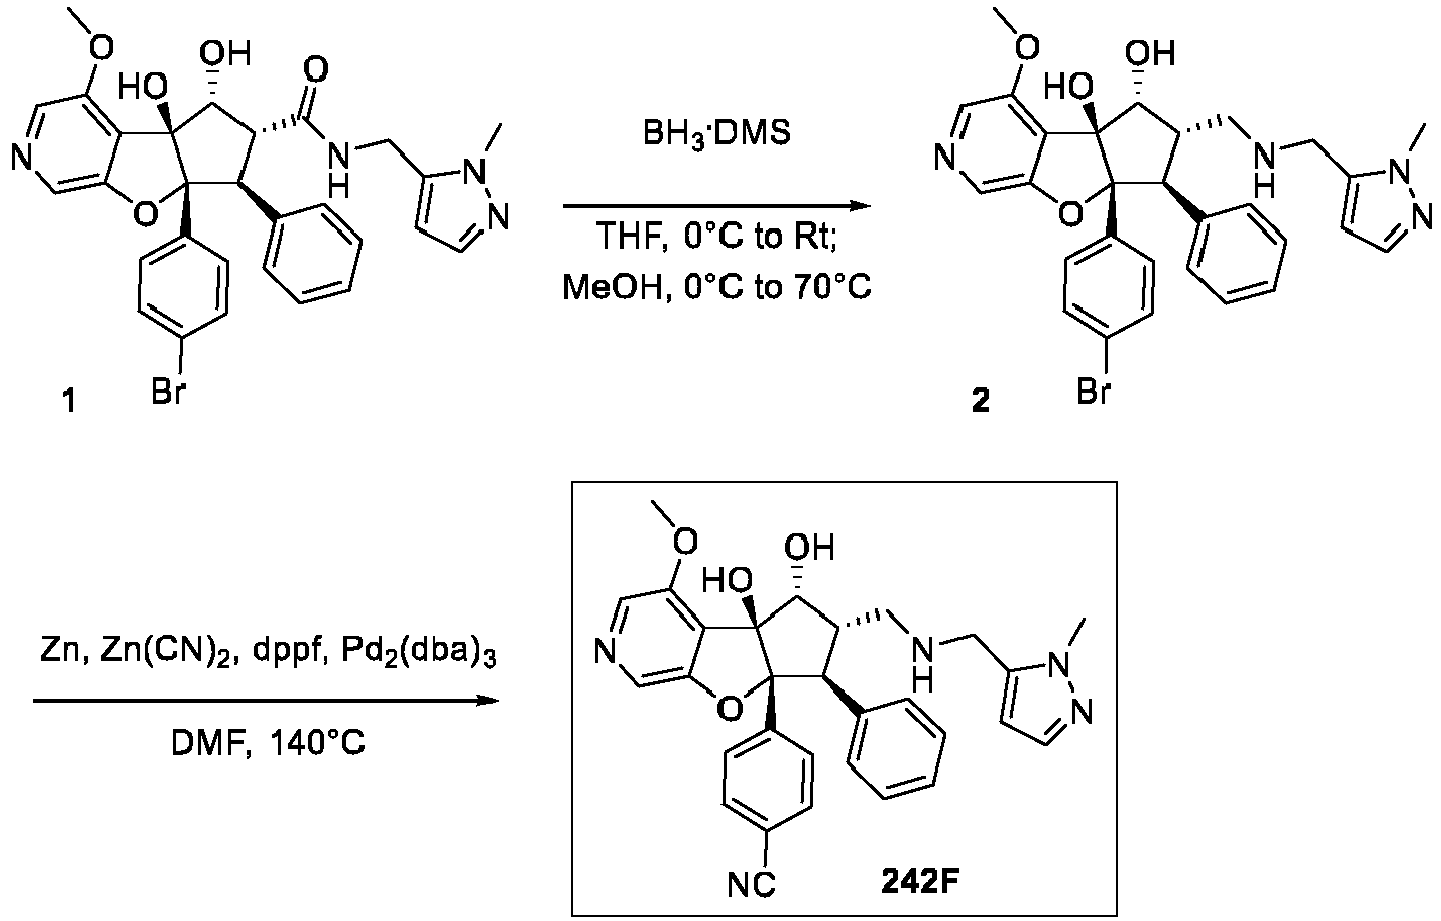 O
OH
HO
O
N
N
H
N
N
O
Br
1
BH3·DMS
THF, 0°C to Rt;
MeOH, 0°C to 70°C
O
OH
HO
N
N
H
N
N
O
Br
2
Zn, Zn(CN)2, dppf, Pd2(dba)3
DMF, 140°C
O
OH
HO
N
N
H
N
N
O
NC
242F